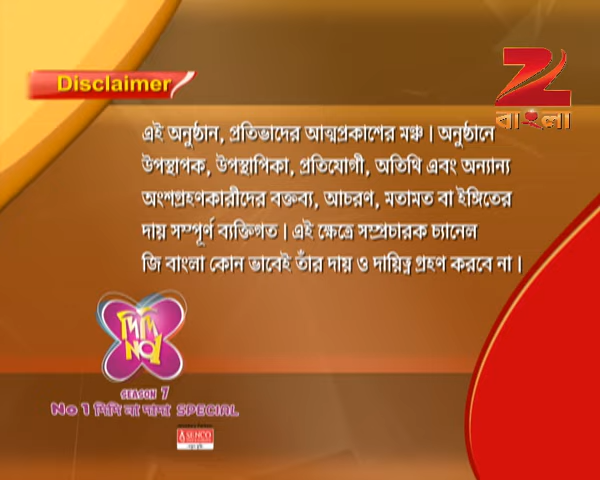 Disclaimer
Z
বাংলা
এই অনুষ্ঠান, প্রতিভাদের আত্মপ্রকাশের মঞ্চ। অনুষ্ঠানে
উপস্থাপক, উপস্থাপিকা, প্রতিযোগী, অতিথি এবং অন্যান্য
অংশগ্রহণকারীদের বক্তব্য, আচরণ, মতামত বা ইঙ্গিতের
দায় সম্পূর্ণ ব্যক্তিগত। এই ক্ষেত্রে সম্প্রচারক চ্যানেল
জি বাংলা কোন ভাবেই তাঁর দায় ও দায়িত্ব গ্রহণ করবে না।
দিদি
NO1
SEASON 7
No 1 দিদি না দাদা SPECIAL
SENCO